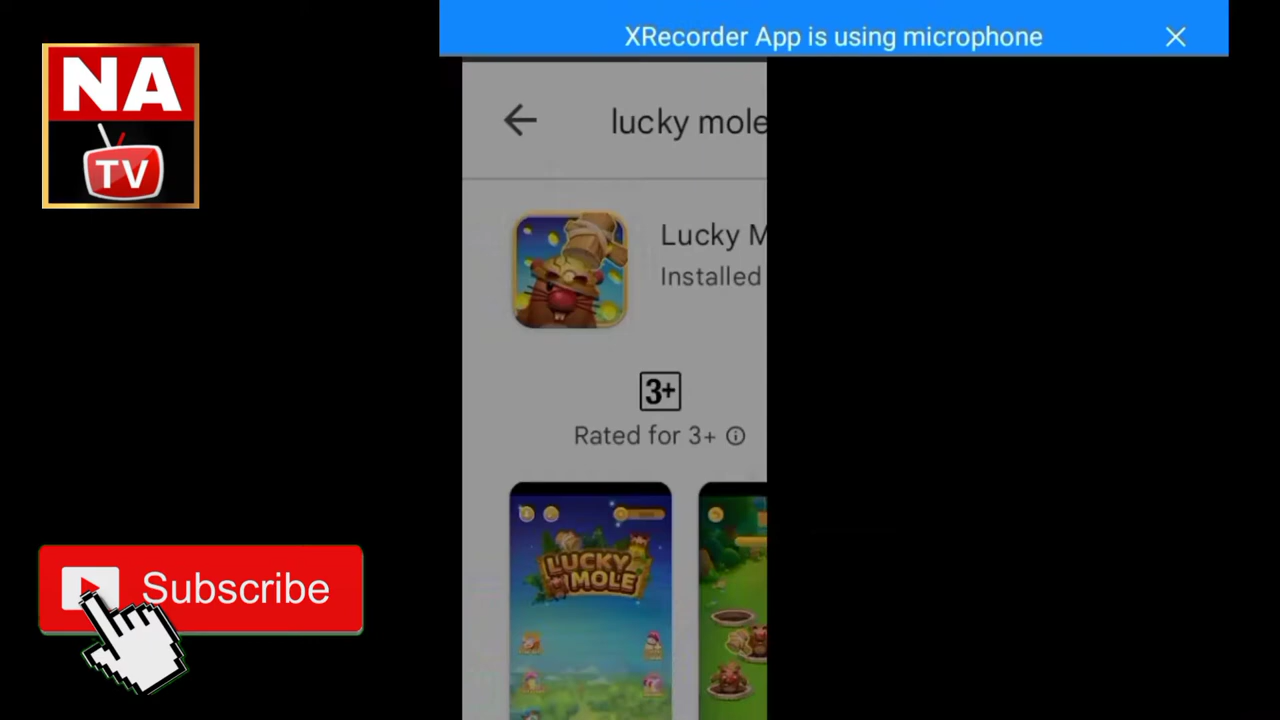 NA
TV
XRecorder App is using microphone
lucky mole
Lucky M
Installed
3+
Rated for 3+
LUCKY
MOLE
Subscribe